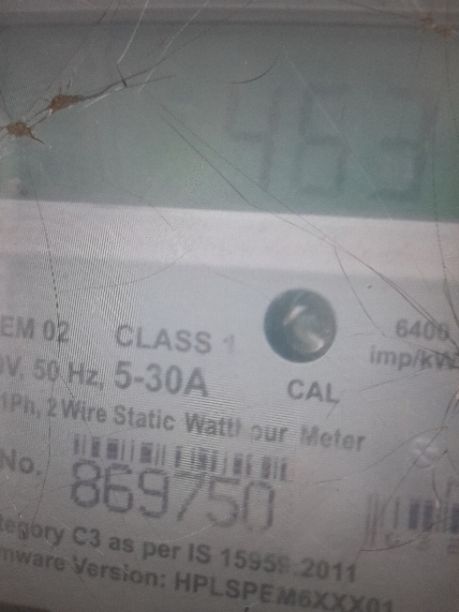 463
EM 02 CLASS 1
6400
imp/kW
V, 50 Hz, 5-30A
CAL
1Ph, 2 Wire Static Watt our Meter
No. 869750
tegory C3 as per IS 15959:2011
mware Version: HPLSPEM6XXX01